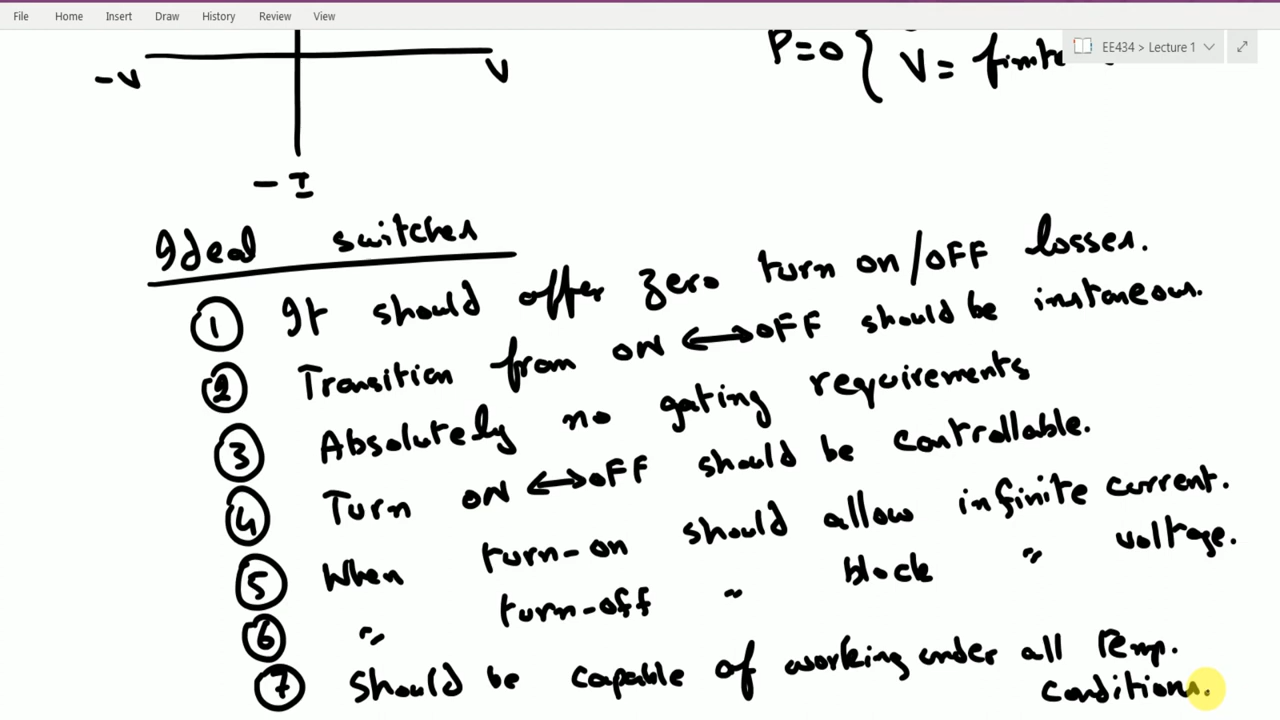 File Home Insert Draw History Review View
EE434 > Lecture 1
P=0 { V = finite
-V V
-I
Ideal switches
① It should offer zero turn on/OFF losses.
② Transition from ON ⟷ OFF should be instaneous.
③ Absolutely no gating requirements
④ Turn ON ⟷ OFF should be controllable.
⑤ When turn-on should allow infinite current.
⑥ " turn-off " block " voltage.
⑦ Should be capable of working under all Temp.
conditions.